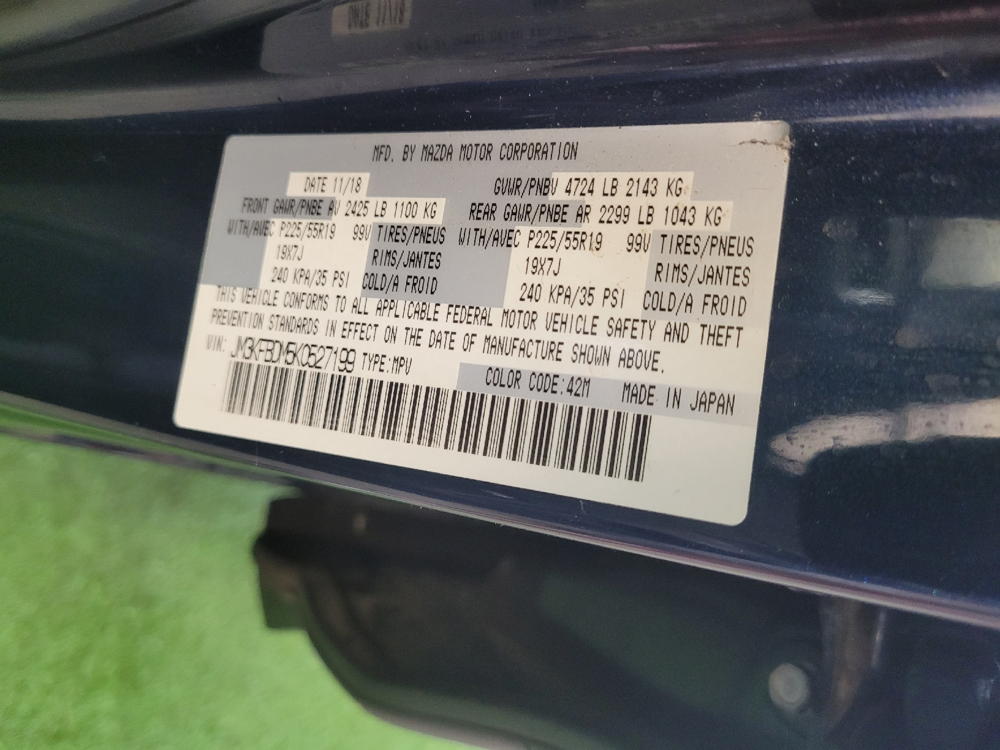 MFD. BY MAZDA MOTOR CORPORATION
DATE 11/18 GVWR/PNBV 4724 LB 2143 KG
FRONT GAWR/PNBE AV 2425 LB 1100 KG REAR GAWR/PNBE AR 2299 LB 1043 KG
WITH/AVEC P225/55R19 99V TIRES/PNEUS WITH/AVEC P225/55R19 99V TIRES/PNEUS
19X7J RIMS/JANTES 19X7J RIMS/JANTES
240 KPA/35 PSI COLD/A FROID 240 KPA/35 PSI COLD/A FROID
THIS VEHICLE CONFORMS TO ALL APPLICABLE FEDERAL MOTOR VEHICLE SAFETY AND THEFT
PREVENTION STANDARDS IN EFFECT ON THE DATE OF MANUFACTURE SHOWN ABOVE.
VIN: JM3KFBDM5K0527199 TYPE:MPV
COLOR CODE:42M MADE IN JAPAN